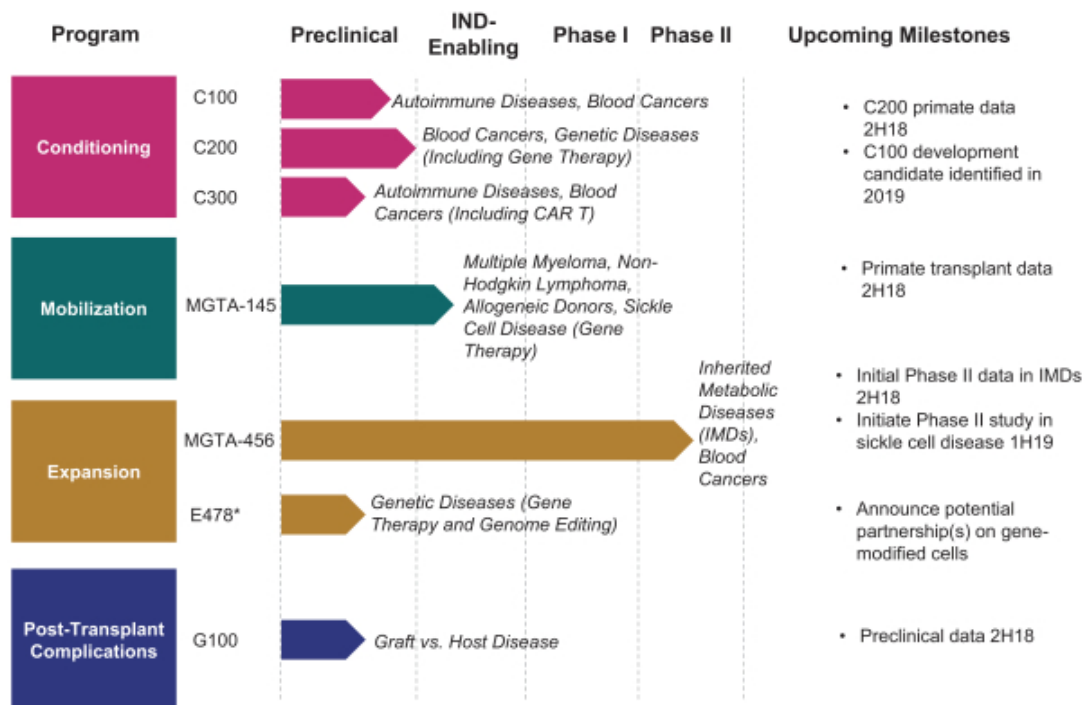 Program
Preclinical
IND-
Enabling
Phase I
Phase II
Upcoming Milestones
Conditioning
C100
Autoimmune Diseases, Blood Cancers
C200
Blood Cancers, Genetic Diseases
(Including Gene Therapy)
C300
Autoimmune Diseases, Blood
Cancers (Including CAR T)
• C200 primate data
2H18
• C100 development
candidate identified in
2019
Mobilization
MGTA-145
Multiple Myeloma, Non-
Hodgkin Lymphoma,
Allogeneic Donors, Sickle
Cell Disease (Gene
Therapy)
• Primate transplant data
2H18
Expansion
MGTA-456
Inherited
Metabolic
Diseases
(IMDs),
Blood
Cancers
• Initial Phase II data in IMDs
2H18
• Initiate Phase II study in
sickle cell disease 1H19
E478*
Genetic Diseases (Gene
Therapy and Genome Editing)
• Announce potential
partnership(s) on gene-
modified cells
Post-Transplant
Complications
G100
Graft vs. Host Disease
• Preclinical data 2H18